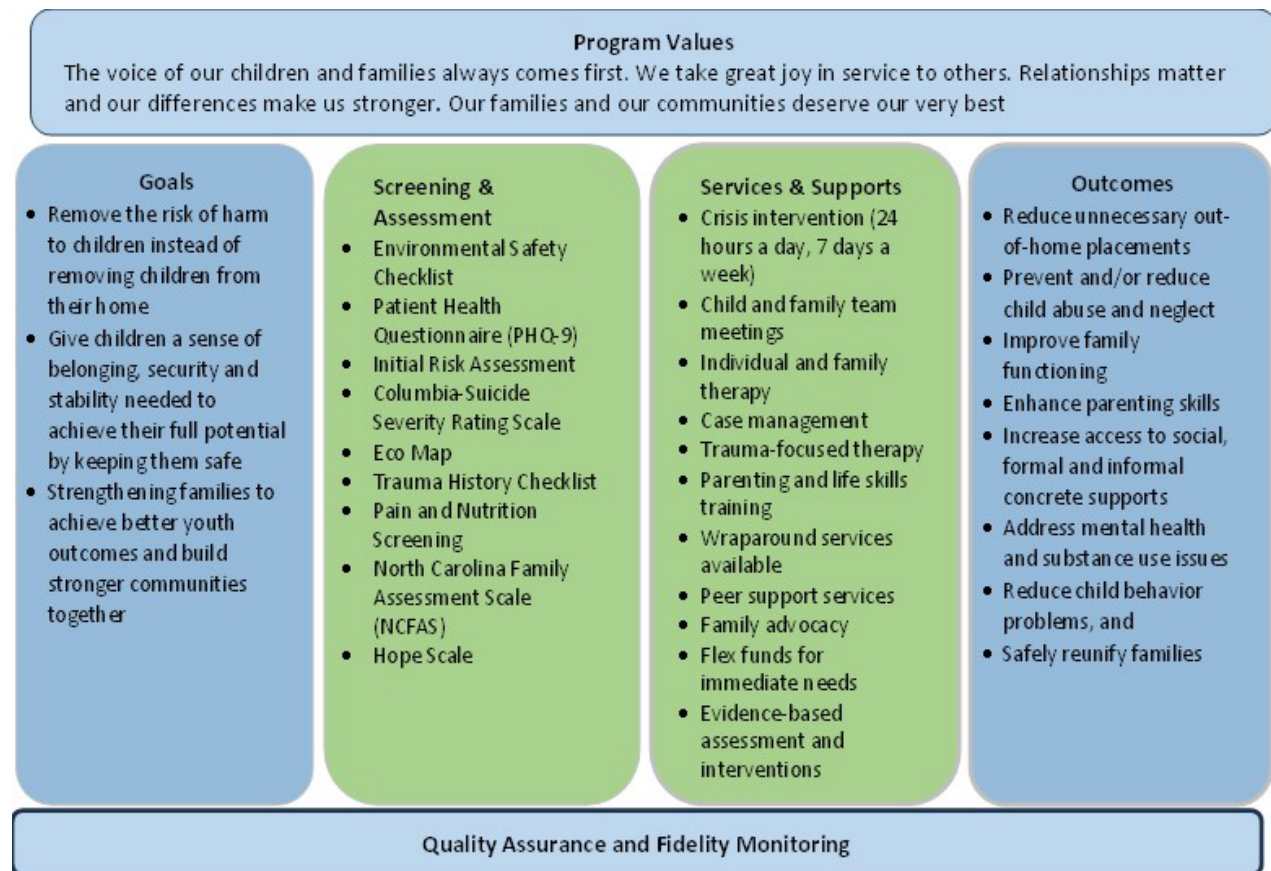 Program Values
The voice of our children and families always comes first. We take great joy in service to others. Relationships matter
and our differences make us stronger. Our families and our communities deserve our very best
Goals
• Remove the risk of harm
to children instead of
removing children from
their home
• Give children a sense of
belonging, security and
stability needed to
achieve their full potential
by keeping them safe
• Strengthening families to
achieve better youth
outcomes and build
stronger communities
together
Screening &
Assessment
• Environmental Safety
Checklist
• Patient Health
Questionnaire (PHQ-9)
• Initial Risk Assessment
• Columbia-Suicide
Severity Rating Scale
• Eco Map
• Trauma History Checklist
• Pain and Nutrition
Screening
• North Carolina Family
Assessment Scale
(NCFAS)
• Hope Scale
Services & Supports
• Crisis intervention (24
hours a day, 7 days a
week)
• Child and family team
meetings
• Individual and family
therapy
• Case management
• Trauma-focused therapy
• Parenting and life skills
training
• Wraparound services
available
• Peer support services
• Family advocacy
• Flex funds for
immediate needs
• Evidence-based
assessment and
interventions
Outcomes
• Reduce unnecessary out-
of-home placements
• Prevent and/or reduce
child abuse and neglect
• Improve family
functioning
• Enhance parenting skills
• Increase access to social,
formal and informal
concrete supports
• Address mental health
and substance use issues
• Reduce child behavior
problems, and
• Safely reunify families
Quality Assurance and Fidelity Monitoring